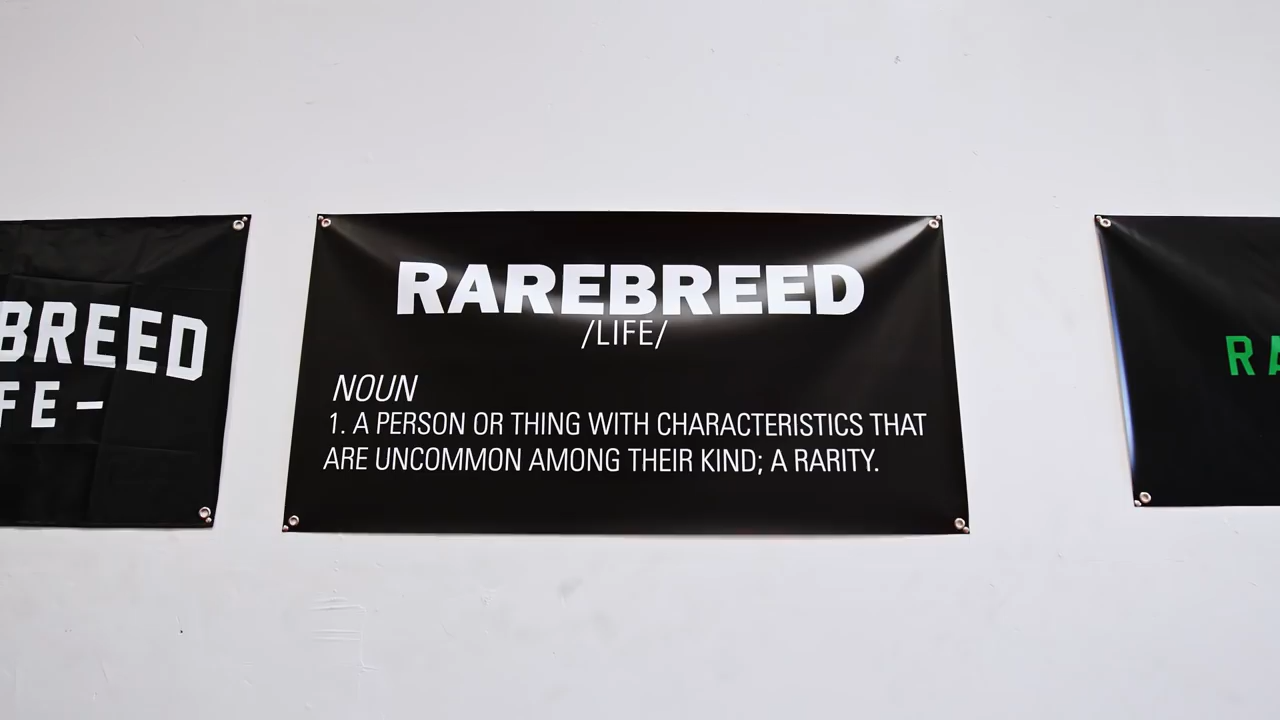 BREED
FE -
RAREBREED
/LIFE/
NOUN
1. A PERSON OR THING WITH CHARACTERISTICS THAT
ARE UNCOMMON AMONG THEIR KIND; A RARITY.
RA